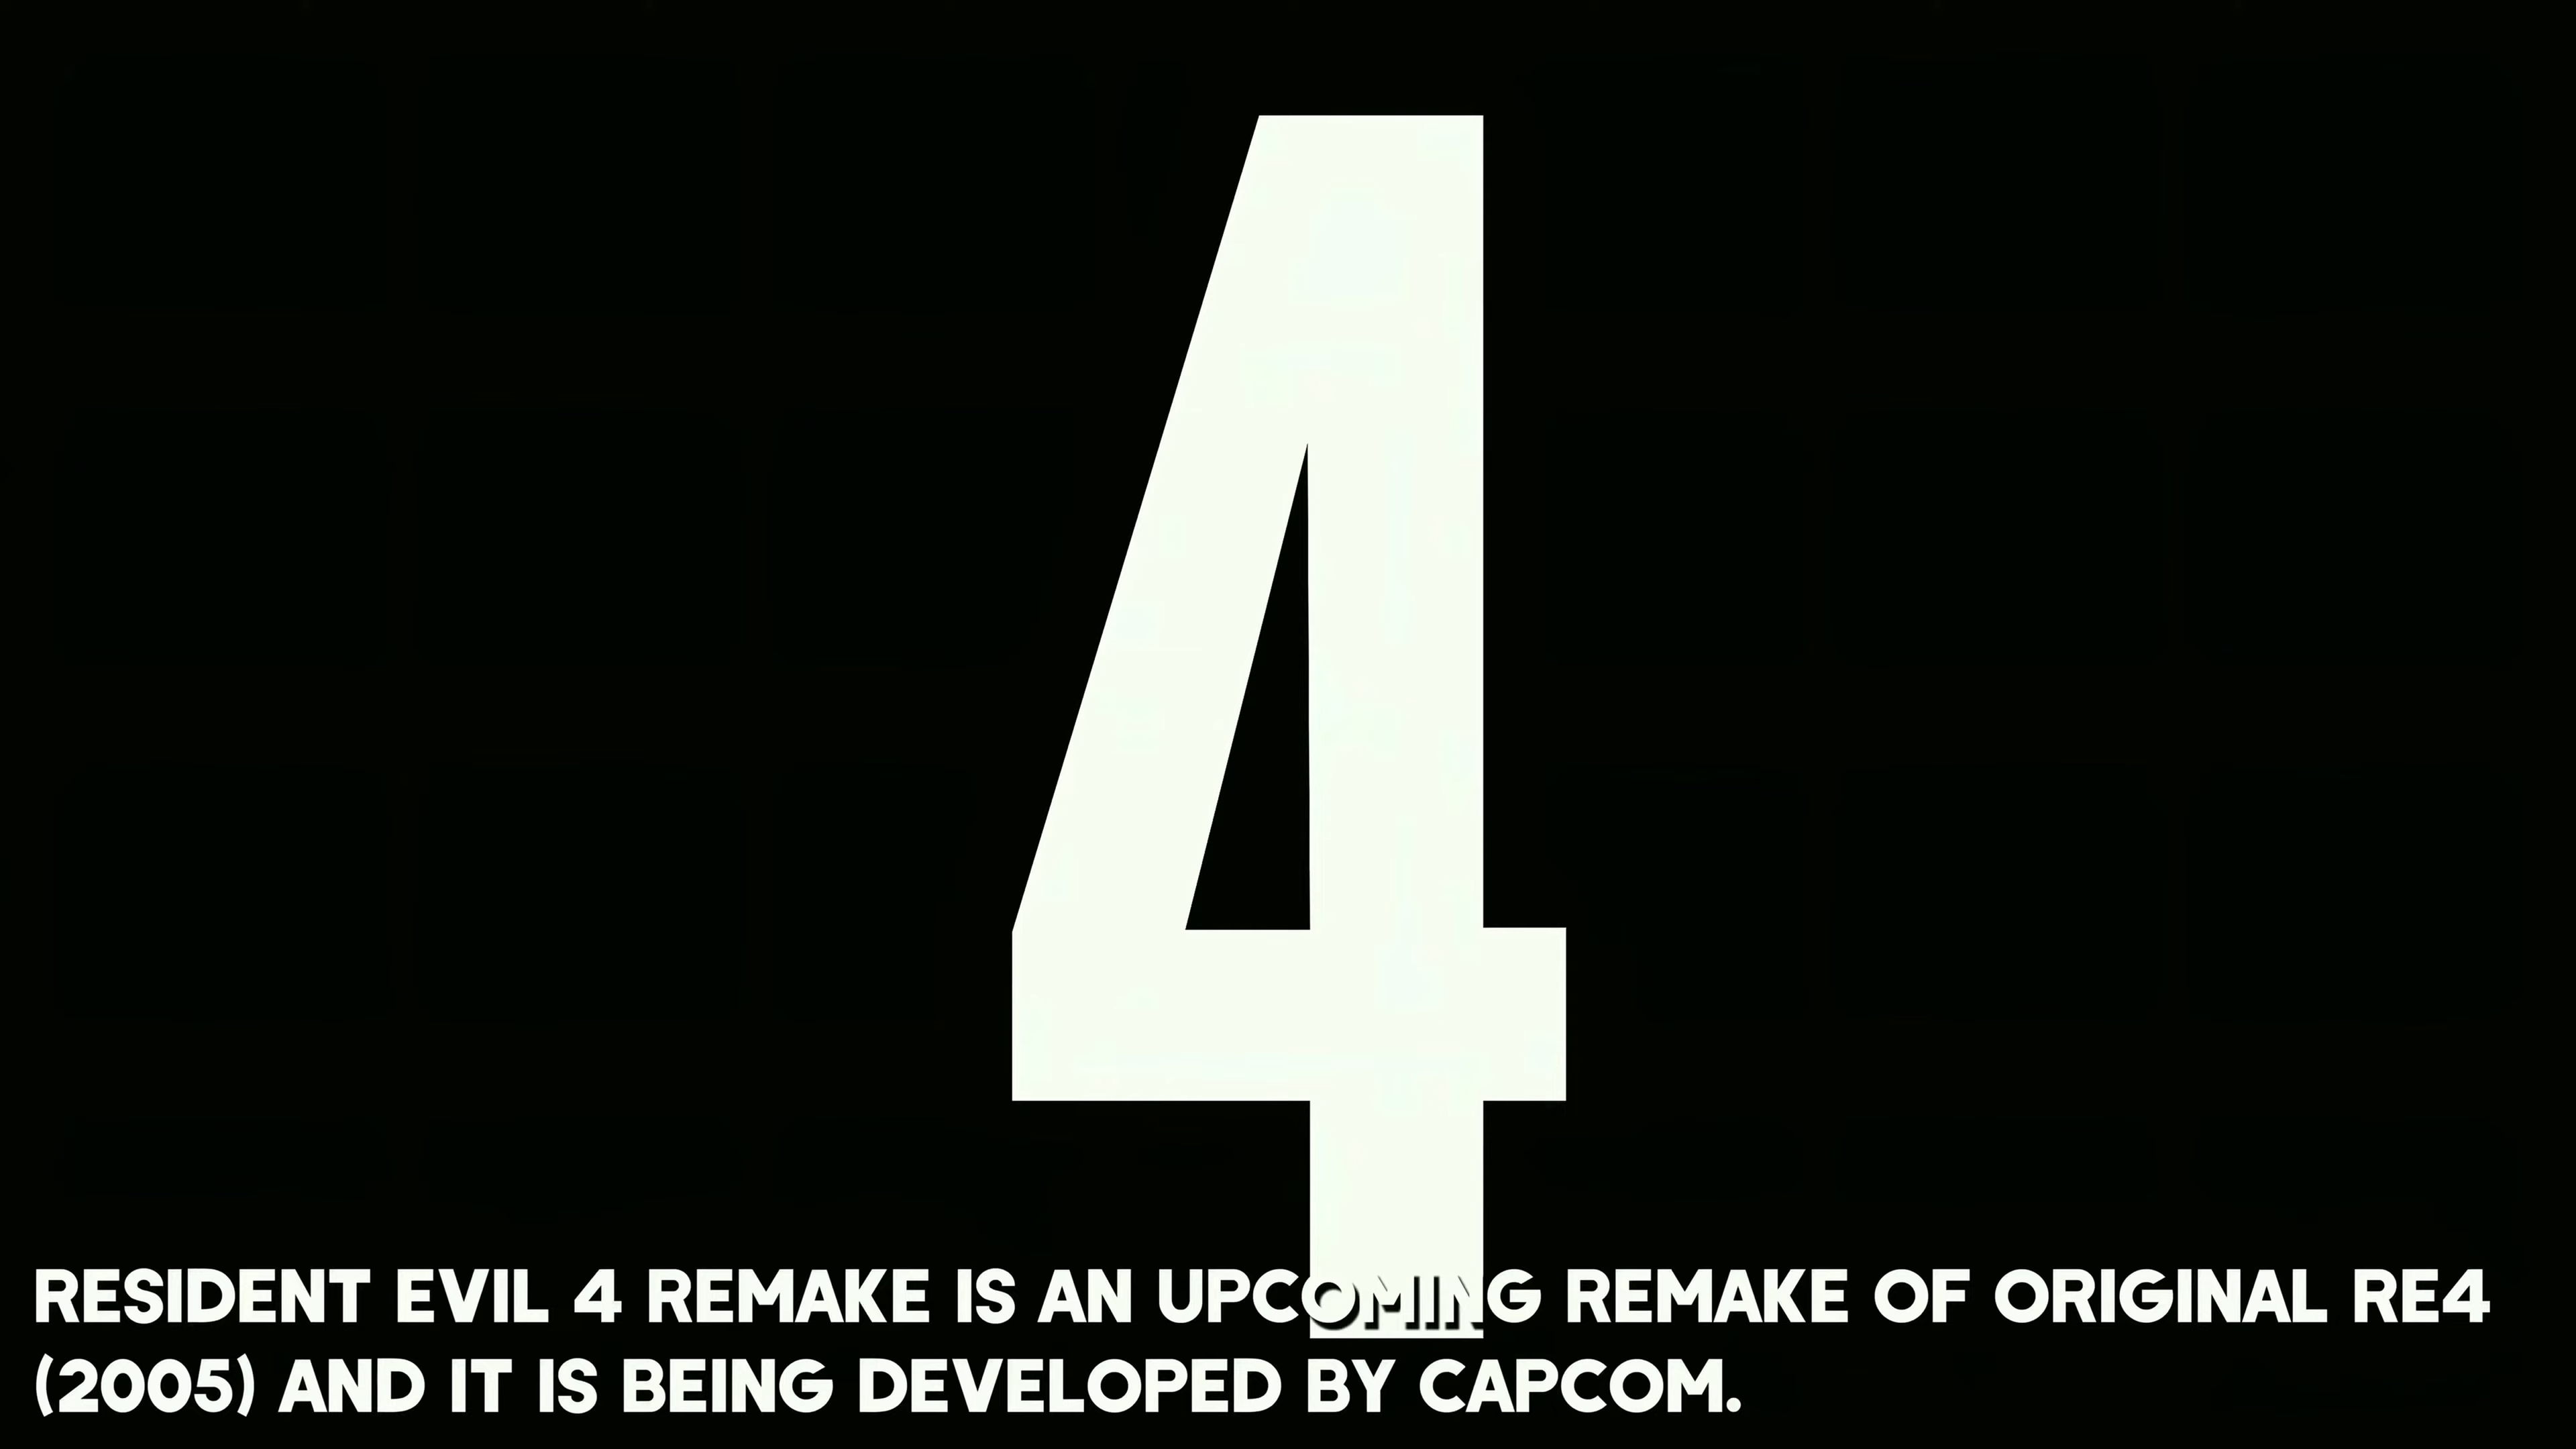 4
RESIDENT EVIL 4 REMAKE IS AN UPCOMING REMAKE OF ORIGINAL RE4
(2005) AND IT IS BEING DEVELOPED BY CAPCOM.